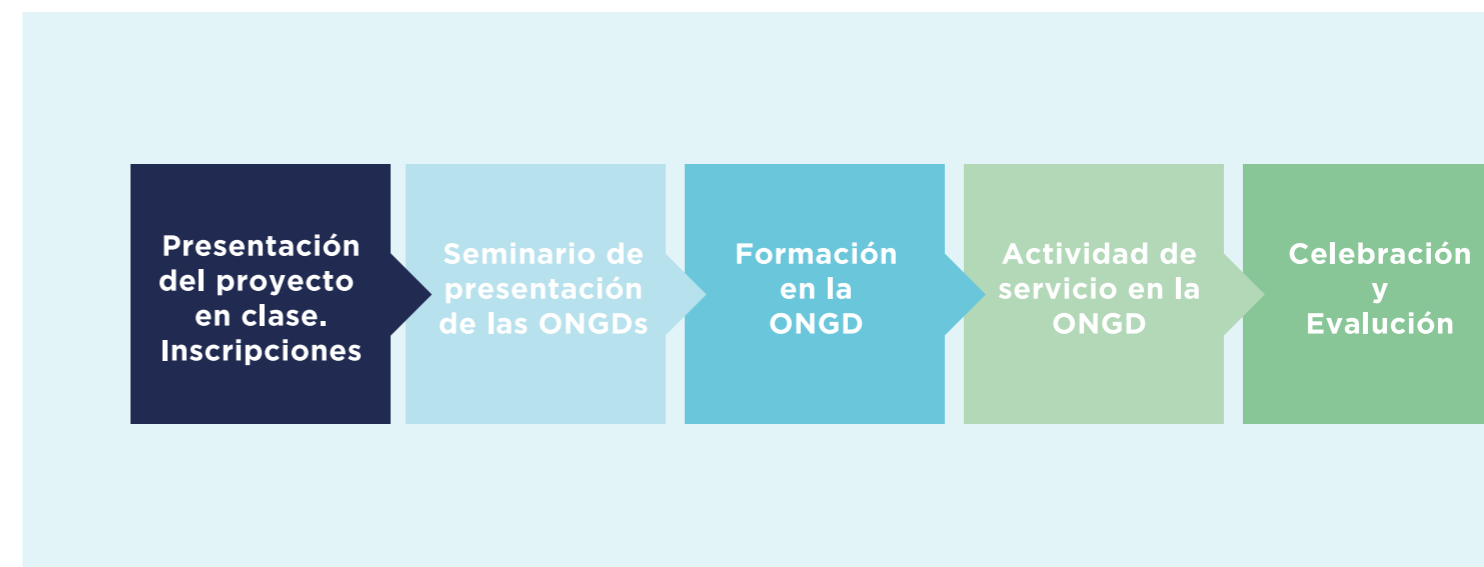 Presentación
del proyecto
en clase.
Inscripciones
Seminario de
presentación
de las ONGDs
Formación
en la
ONGD
Actividad de
servicio en la
ONGD
Celebración
y
Evalución